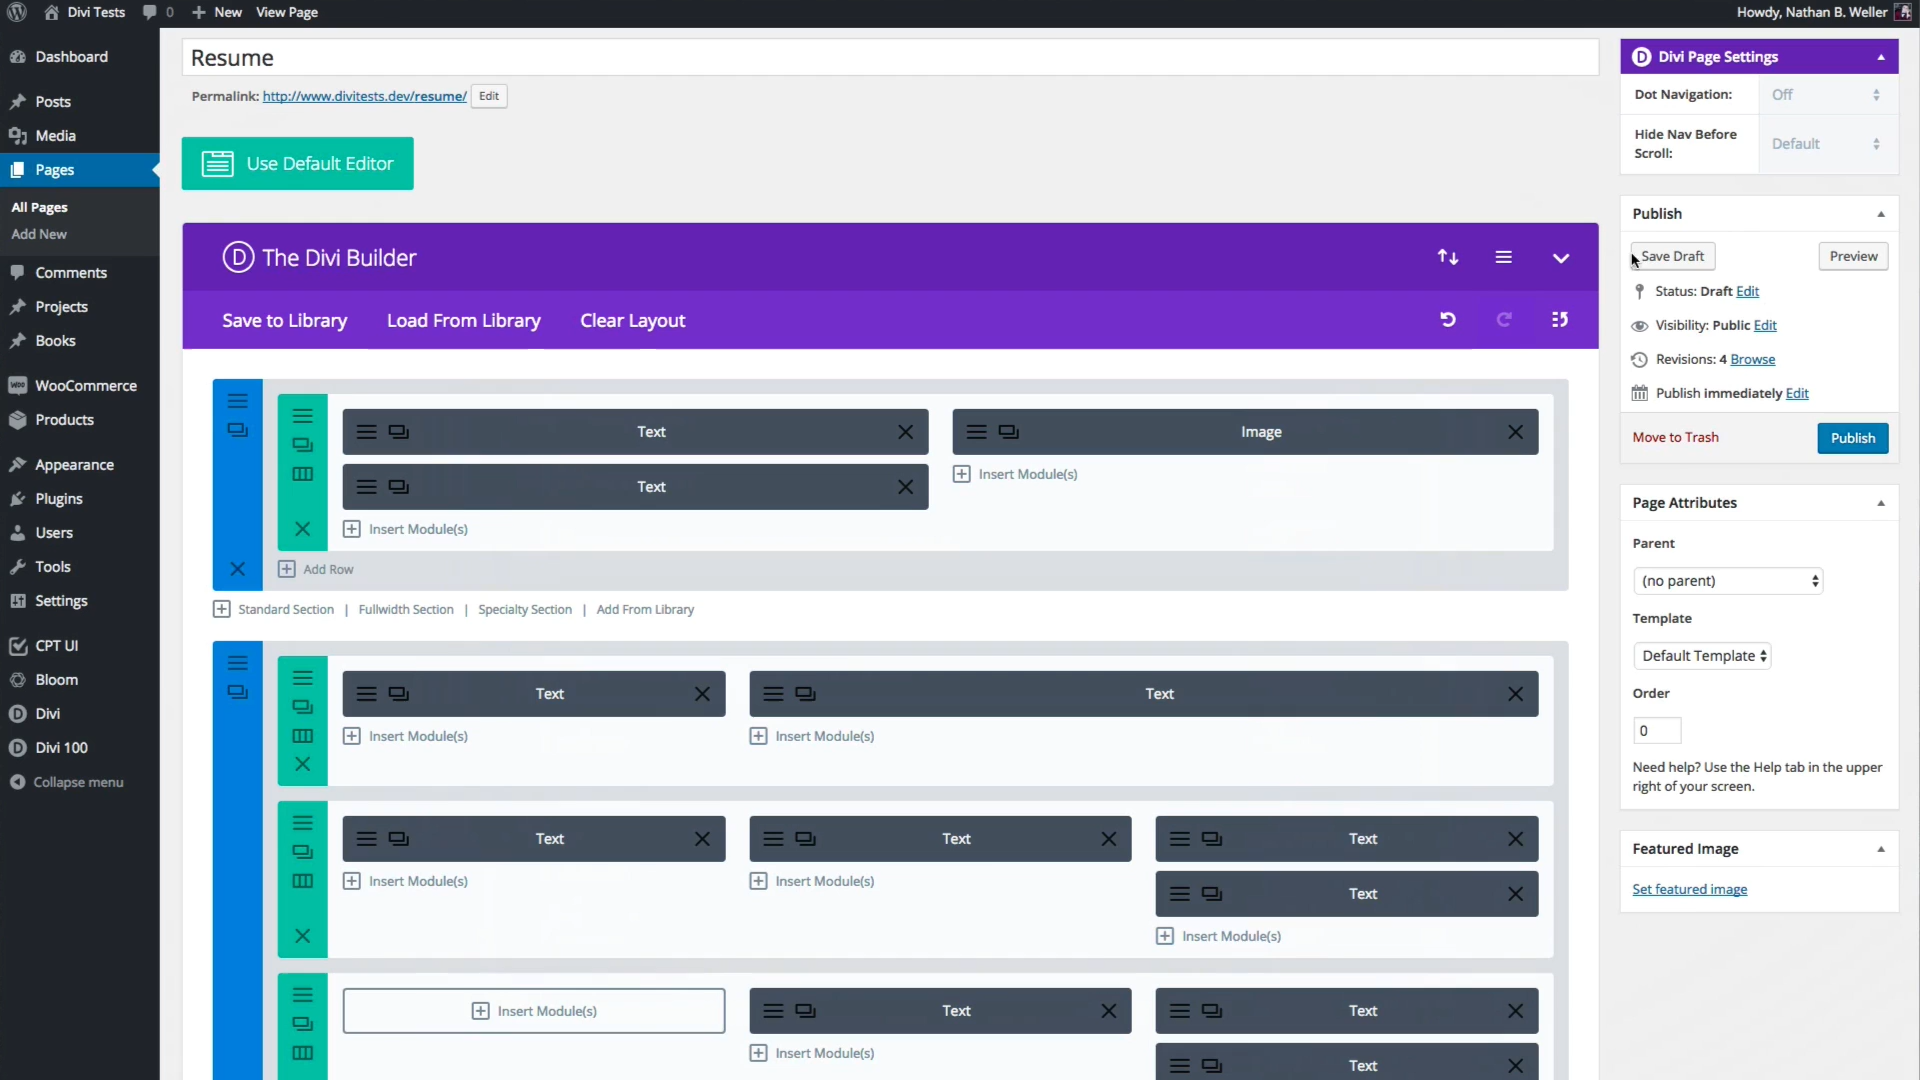 Divi Tests 0 New View Page
Howdy, Nathan B. Weller
Dashboard
Posts
Media
Pages
All Pages
Add New
Comments
Projects
Books
WooCommerce
Products
Appearance
Plugins
Users
Tools
Settings
CPT UI
Bloom
Divi
Divi 100
Collapse menu
Resume
Permalink: http://www.divitests.dev/resume/ Edit
Use Default Editor
The Divi Builder
Save to Library Load From Library Clear Layout
Text Image
Insert Module(s)
Text
Insert Module(s)
Add Row
Standard Section | Fullwidth Section | Specialty Section | Add From Library
Text Text
Insert Module(s) Insert Module(s)
Text Text Text
Insert Module(s) Insert Module(s) Text
Insert Module(s)
Insert Module(s) Text Text
Insert Module(s) Text
Divi Page Settings
Dot Navigation: Off
Hide Nav Before
Scroll:
Default
Publish
Save Draft Preview
Status: Draft Edit
Visibility: Public Edit
Revisions: 4 Browse
Publish immediately Edit
Move to Trash Publish
Page Attributes
Parent
(no parent)
Template
Default Template
Order
0
Need help? Use the Help tab in the upper
right of your screen.
Featured Image
Set featured image